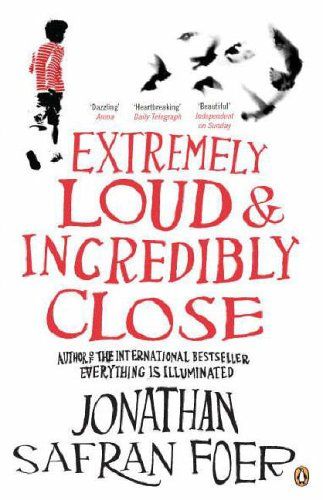 'Dazzling'
Arena
'Heartbreaking'
Daily Telegraph
'Beautiful'
Independent
on Sunday
EXTREMELY
LOUD &
INCREDIBLY
CLOSE
AUTHOR OF THE INTERNATIONAL BESTSELLER
EVERYTHING IS ILLUMINATED
JONATHAN
SAFRAN FOER